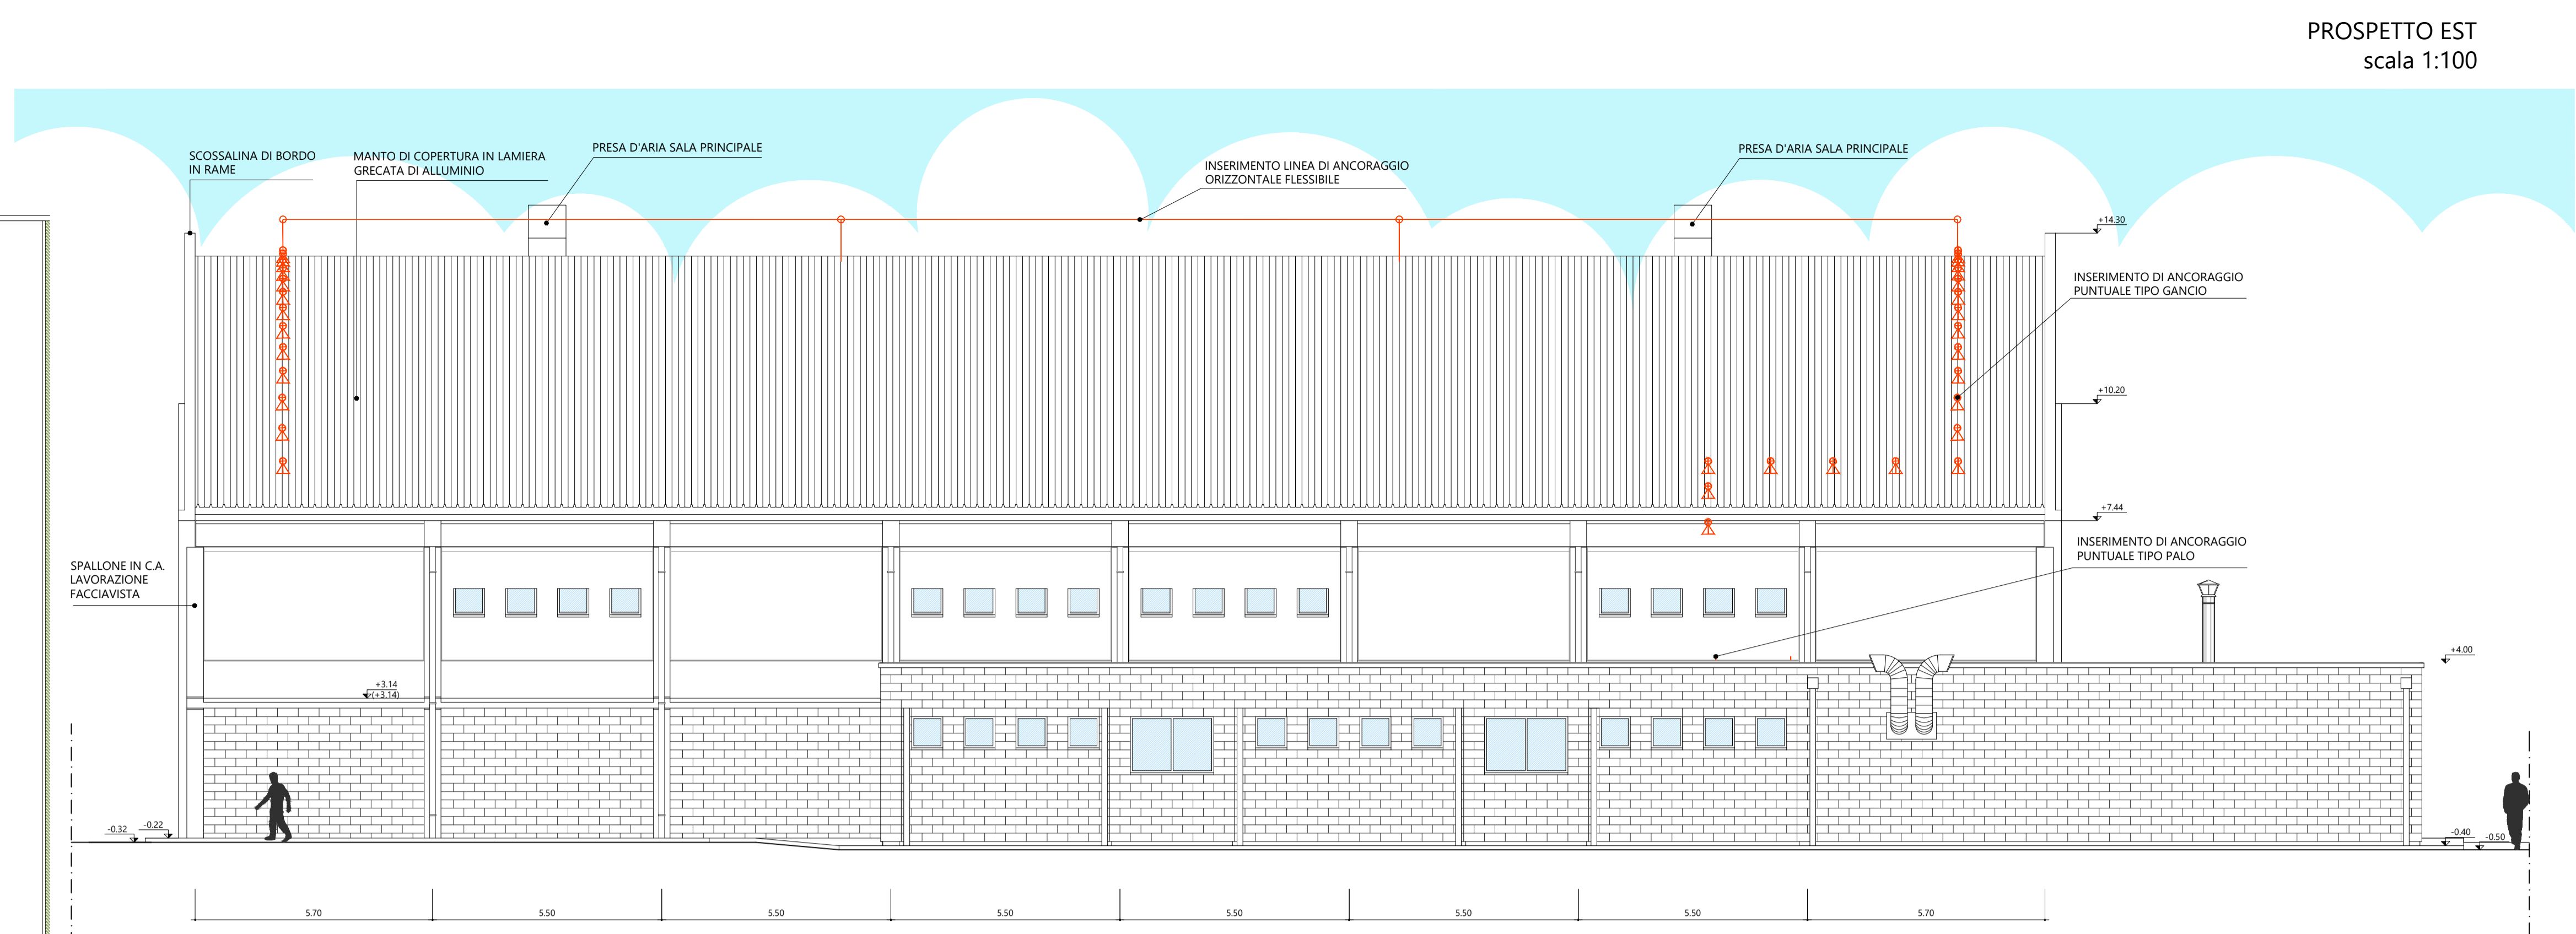 PROSPETTO EST
scala 1:100
SCOSSALINA DI BORDO
IN RAME
MANTO DI COPERTURA IN LAMIERA
GRECATA DI ALLUMINIO
PRESA D'ARIA SALA PRINCIPALE
INSERIMENTO LINEA DI ANCORAGGIO
ORIZZONTALE FLESSIBILE
PRESA D'ARIA SALA PRINCIPALE
+14.30
INSERIMENTO DI ANCORAGGIO
PUNTUALE TIPO GANCIO
+10.20
+7.44
INSERIMENTO DI ANCORAGGIO
PUNTUALE TIPO PALO
SPALLONE IN C.A.
LAVORAZIONE
FACCIAVISTA
+4.00
+3.14
(+3.14)
-0.32
-0.22
-0.40
-0.50
5.70
5.50
5.50
5.50
5.50
5.50
5.50
5.70